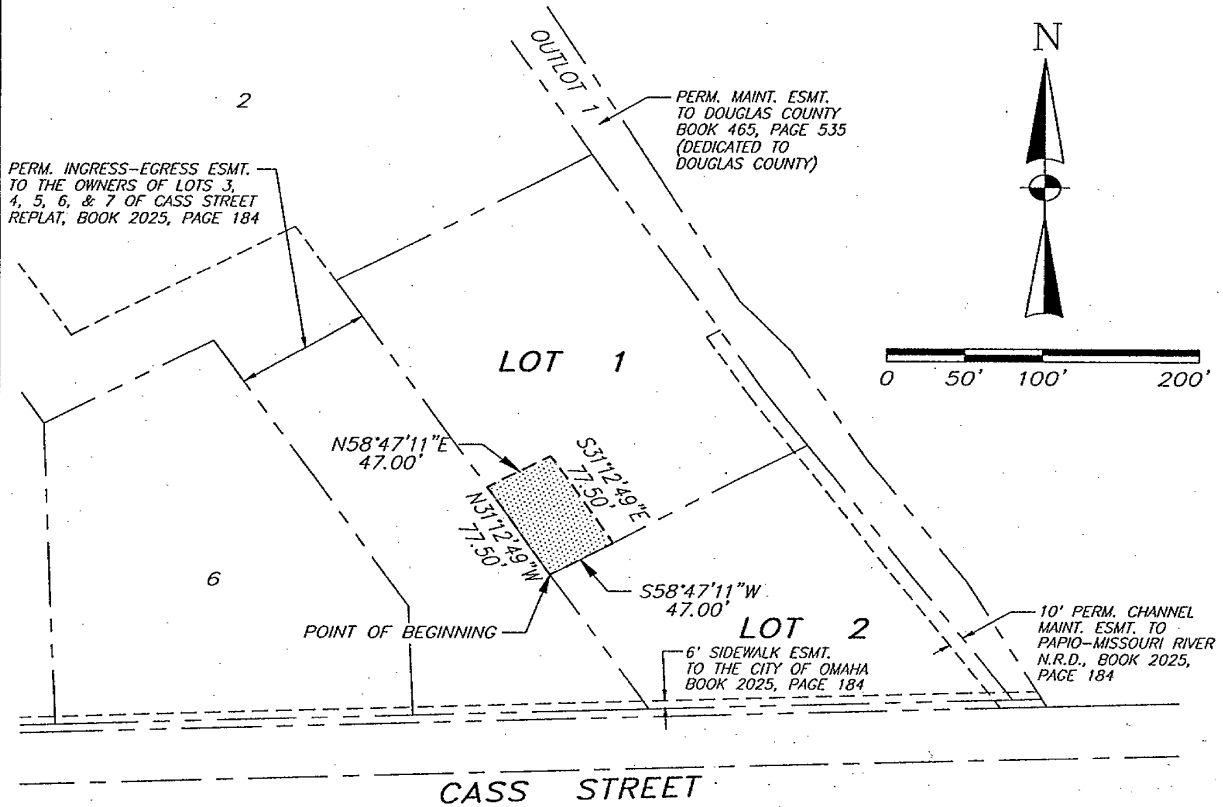 N
OUTLOT 1
2
PERM. MAINT. ESMT.
TO DOUGLAS COUNTY
BOOK 465, PAGE 535
(DEDICATED TO
DOUGLAS COUNTY)
PERM. INGRESS-EGRESS ESMT.
TO THE OWNERS OF LOTS 3,
4, 5, 6, & 7 OF CASS STREET
REPLAT, BOOK 2025, PAGE 184
0 50' 100' 200'
LOT 1
N58°47'11"E
47.00'
S31°12'49"E
77.50'
N31°12'49"W
77.50'
6
S58°47'11"W
47.00'
POINT OF BEGINNING
LOT 2
6' SIDEWALK ESMT.
TO THE CITY OF OMAHA
BOOK 2025, PAGE 184
10' PERM. CHANNEL
MAINT. ESMT. TO
PAPIO-MISSOURI RIVER
N.R.D., BOOK 2025,
PAGE 184
CASS STREET